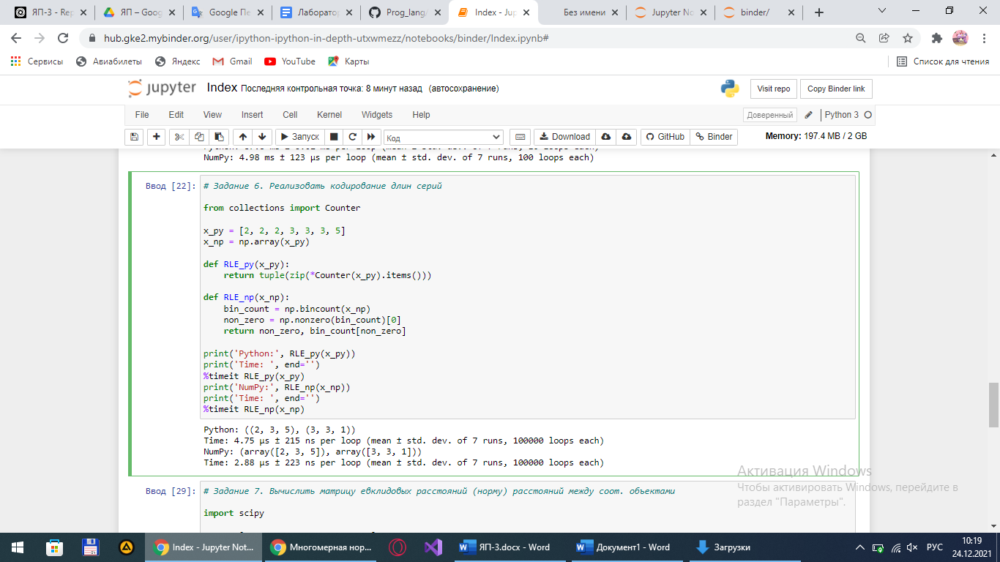 ЯП-3 - Rep
ЯП – Goog
Google Пе
Лаборатор
Prog_lang/
Index - Jup
Без имени
Jupyter No
binder/
hub.gke2.mybinder.org/user/ipython-ipython-in-depth-utxwmezz/notebooks/binder/Index.ipynb#
Сервисы
Авиабилеты
Яндекс
Gmail
YouTube
Карты
Список для чтения
jupyter Index Последняя контрольная точка: 8 минут назад (автосохранение)
Visit repo
Copy Binder link
File Edit View Insert Cell Kernel Widgets Help
Доверенный
Python 3
Запуск
Код
Download
GitHub
Binder
Memory: 197.4 MB / 2 GB
NumPy: 4.98 ms ± 123 µs per loop (mean ± std. dev. of 7 runs, 100 loops each)
Ввод [22]: # Задание 6. Реализовать кодирование длин серий
from collections import Counter
x_py = [2, 2, 2, 3, 3, 3, 5]
x_np = np.array(x_py)
def RLE_py(x_py):
return tuple(zip(*Counter(x_py).items()))
def RLE_np(x_np):
bin_count = np.bincount(x_np)
non_zero = np.nonzero(bin_count)[0]
return non_zero, bin_count[non_zero]
print('Python:', RLE_py(x_py))
print('Time: ', end='')
%timeit RLE_py(x_py)
print('NumPy:', RLE_np(x_np))
print('Time: ', end='')
%timeit RLE_np(x_np)
Python: ((2, 3, 5), (3, 3, 1))
Time: 4.75 µs ± 215 ns per loop (mean ± std. dev. of 7 runs, 100000 loops each)
NumPy: (array([2, 3, 5]), array([3, 3, 1]))
Time: 2.88 µs ± 223 ns per loop (mean ± std. dev. of 7 runs, 100000 loops each)
Активация Windows
Чтобы активировать Windows, перейдите в
раздел "Параметры".
Ввод [29]: # Задание 7. Вычислить матрицу евклидовых расстояний (норму) расстояний между соот. объектами
import scipy
Index - Jupyter Not...
Многомерная нор...
ЯП-3.docx - Word
Документ1 - Word
Загрузки
РУС
10:19
24.12.2021